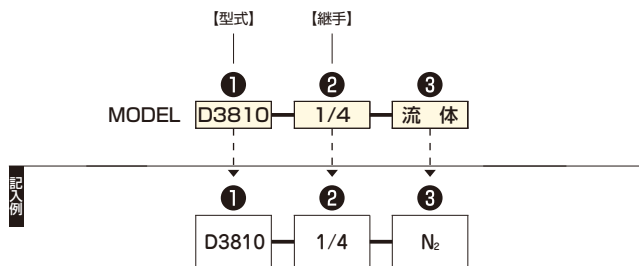 【型式】 【継手】
❶ ❷ ❸
MODEL D3810 1/4 流 体
記入例
❶ ❷ ❸
D3810 1/4 N₂